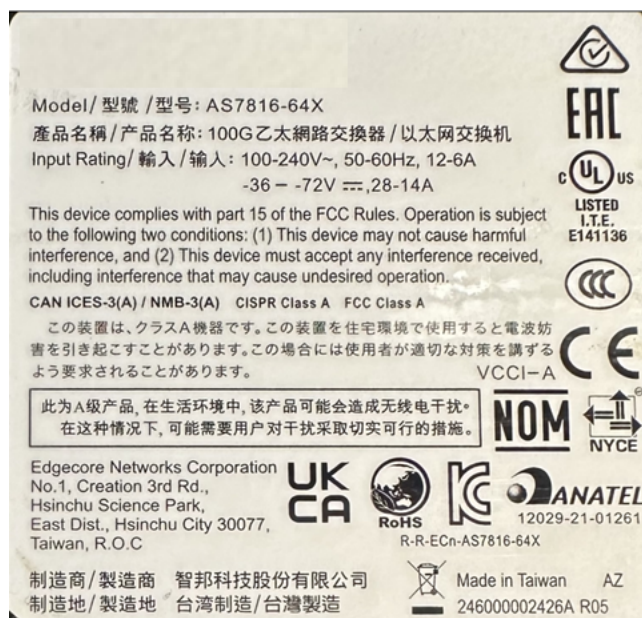 Model/型號/型号: AS7816-64X
產品名稱/产品名称: 100G乙太網路交換器/以太网交换机
Input Rating/輸入/输入: 100-240V~, 50-60Hz, 12-6A
-36 – -72V ⎓,28-14A
This device complies with part 15 of the FCC Rules. Operation is subject
to the following two conditions: (1) This device may not cause harmful
interference, and (2) This device must accept any interference received,
including interference that may cause undesired operation.
CAN ICES-3(A) / NMB-3(A) CISPR Class A FCC Class A
この装置は、クラスA機器です。この装置を住宅環境で使用すると電波妨
害を引き起こすことがあります。この場合には使用者が適切な対策を講ずる
よう要求されることがあります。
VCCI-A
此为A级产品, 在生活环境中, 该产品可能会造成无线电干扰。
在这种情况下, 可能需要用户对干扰采取切实可行的措施。
EAC
C UL US
LISTED
I.T.E.
E141136
CCC
CE
NOM
NYCE
Edgecore Networks Corporation
No.1, Creation 3rd Rd.,
Hsinchu Science Park,
East Dist., Hsinchu City 30077,
Taiwan, R.O.C
UK
CA
RoHS
KC
ANATEL
12029-21-01261
R-R-ECn-AS7816-64X
制造商/製造商 智邦科技股份有限公司
制造地/製造地 台湾制造/台灣製造
Made in Taiwan AZ
246000002426A R05